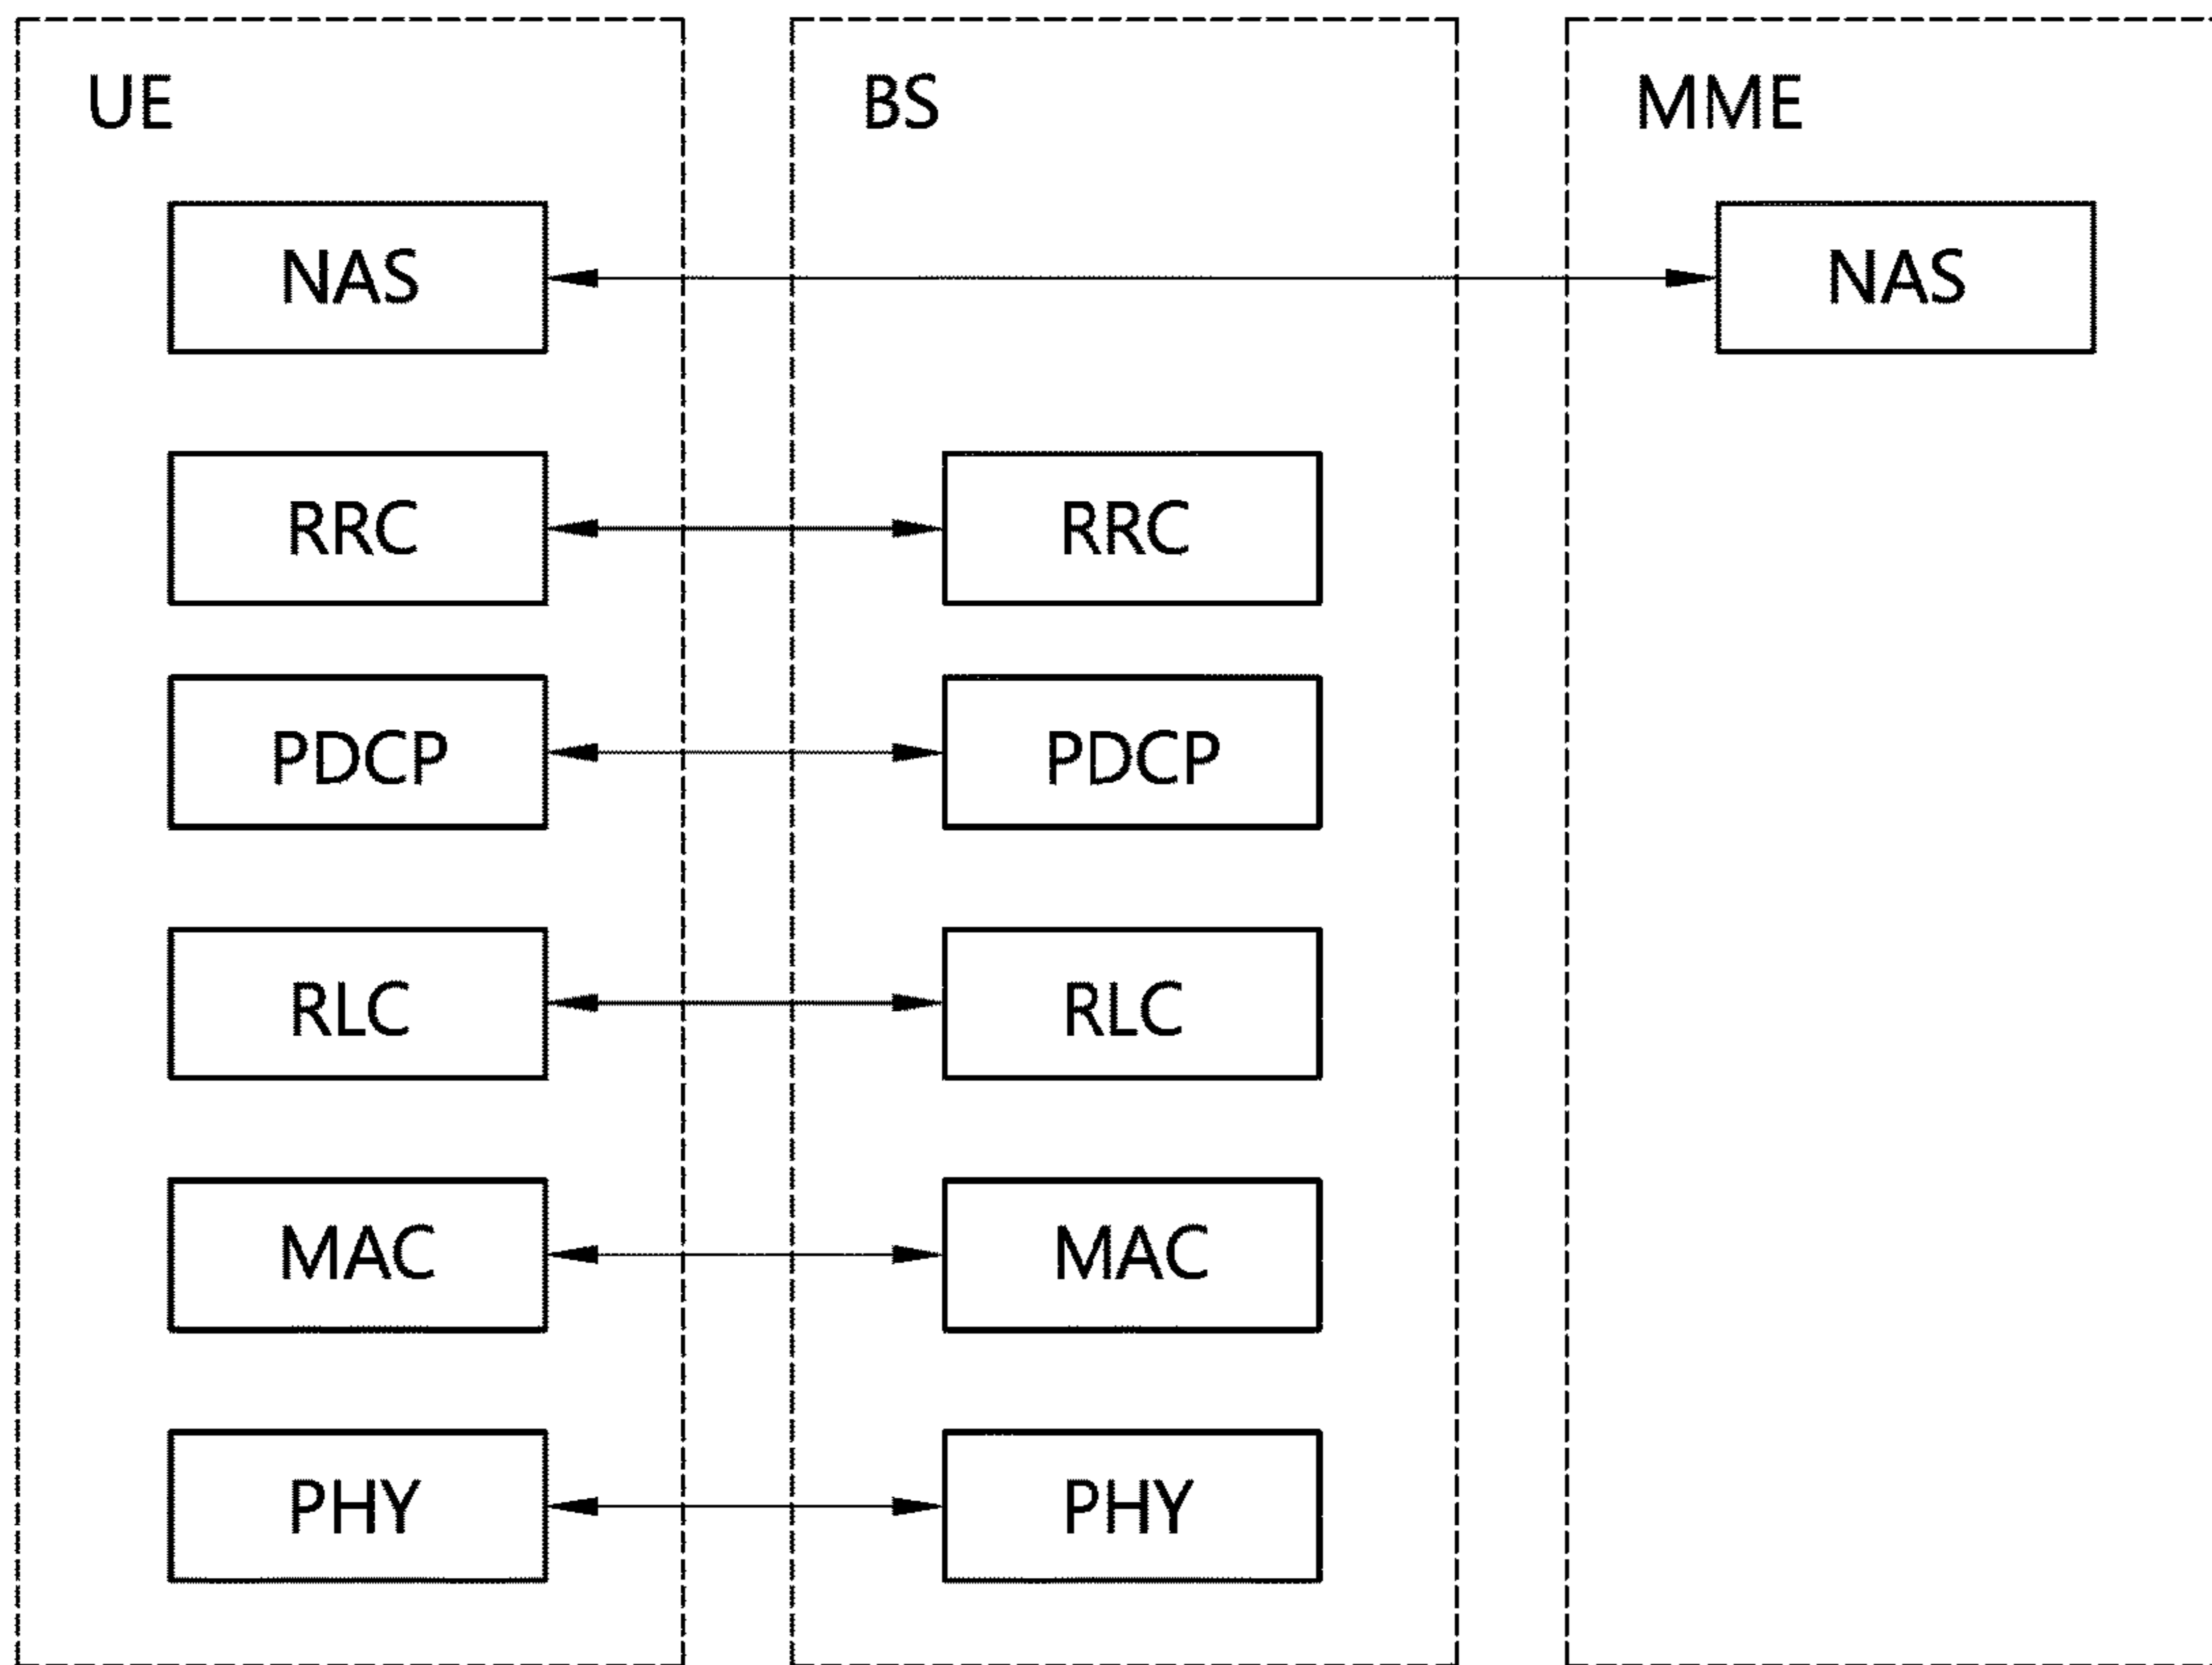 UE BS MME
NAS NAS
RRC RRC
PDCP PDCP
RLC RLC
MAC MAC
PHY PHY